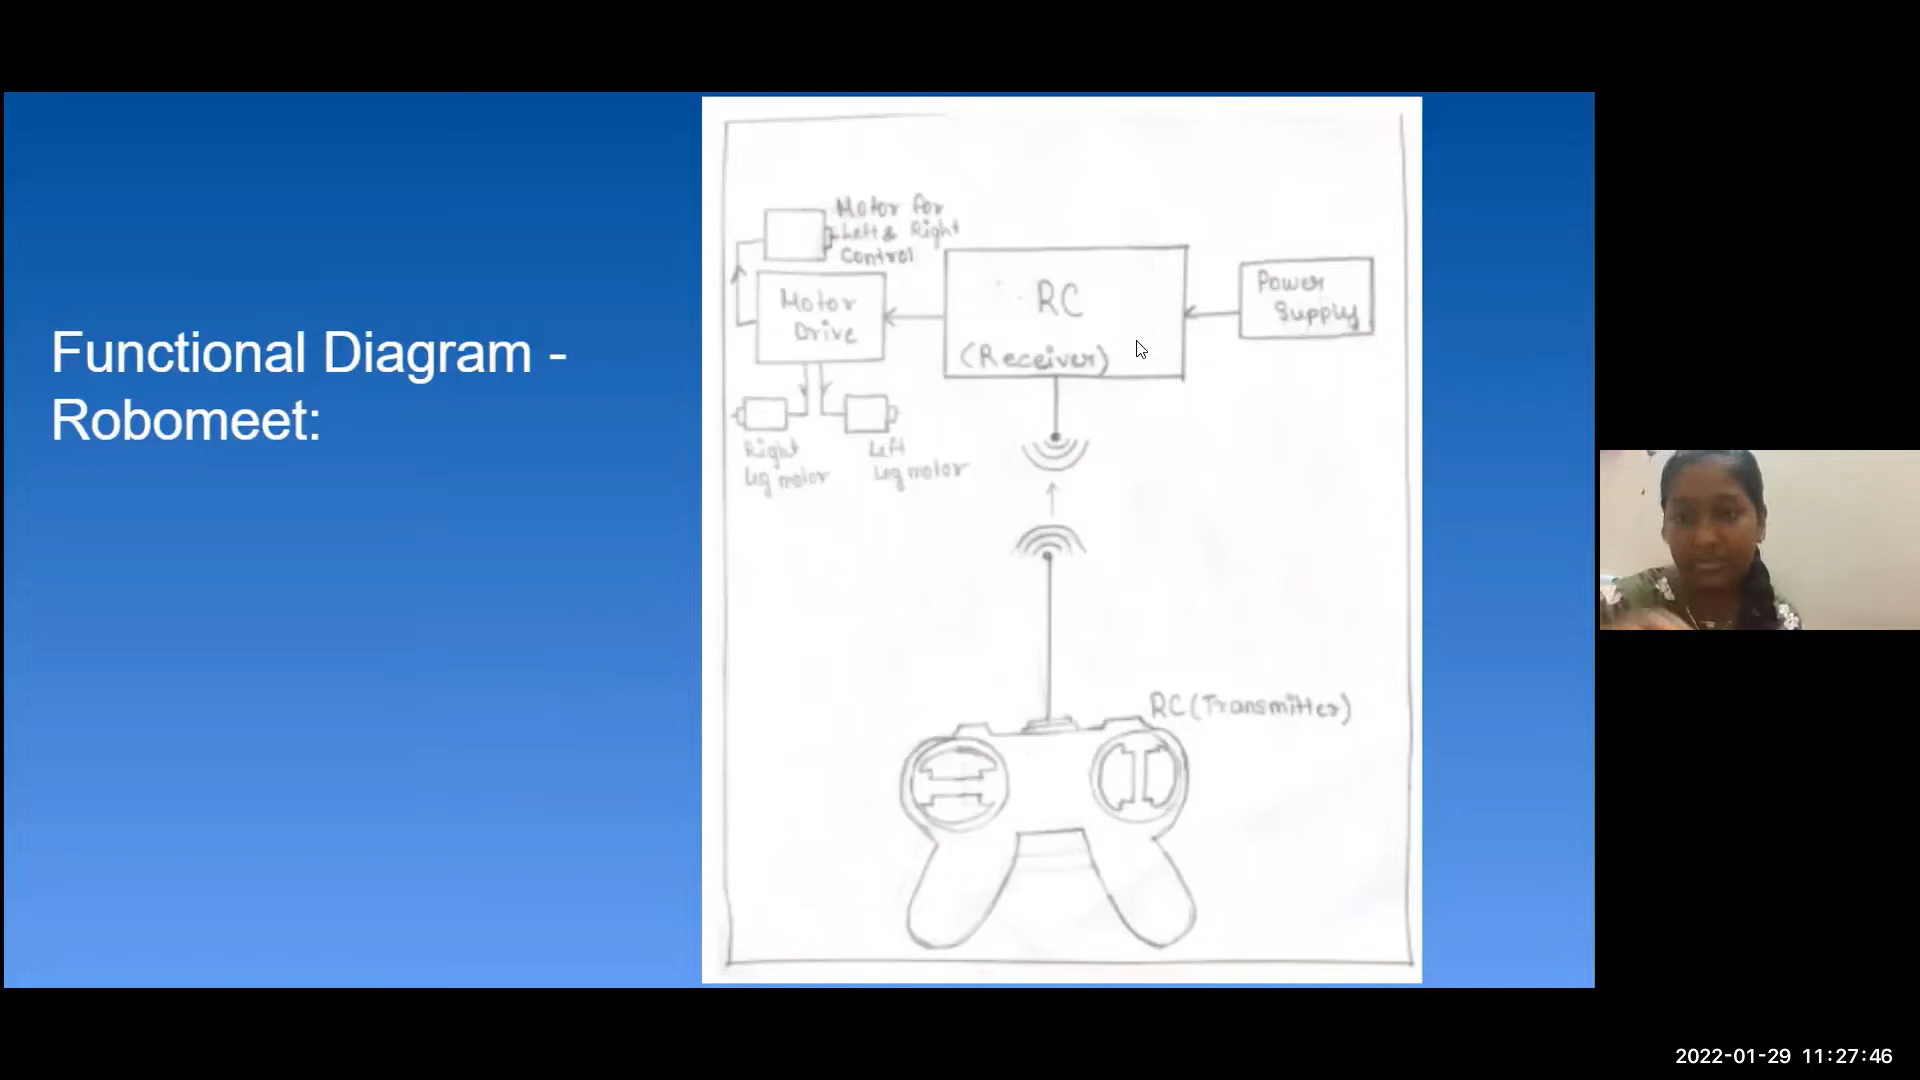 Functional Diagram -
Robomeet:
Motor for
Left & Right
Control
Motor
Drive
RC
(Receiver)
Power
Supply
Right
Leg motor
Left
Leg motor
RC (Transmitter)
2022-01-29 11:27:46